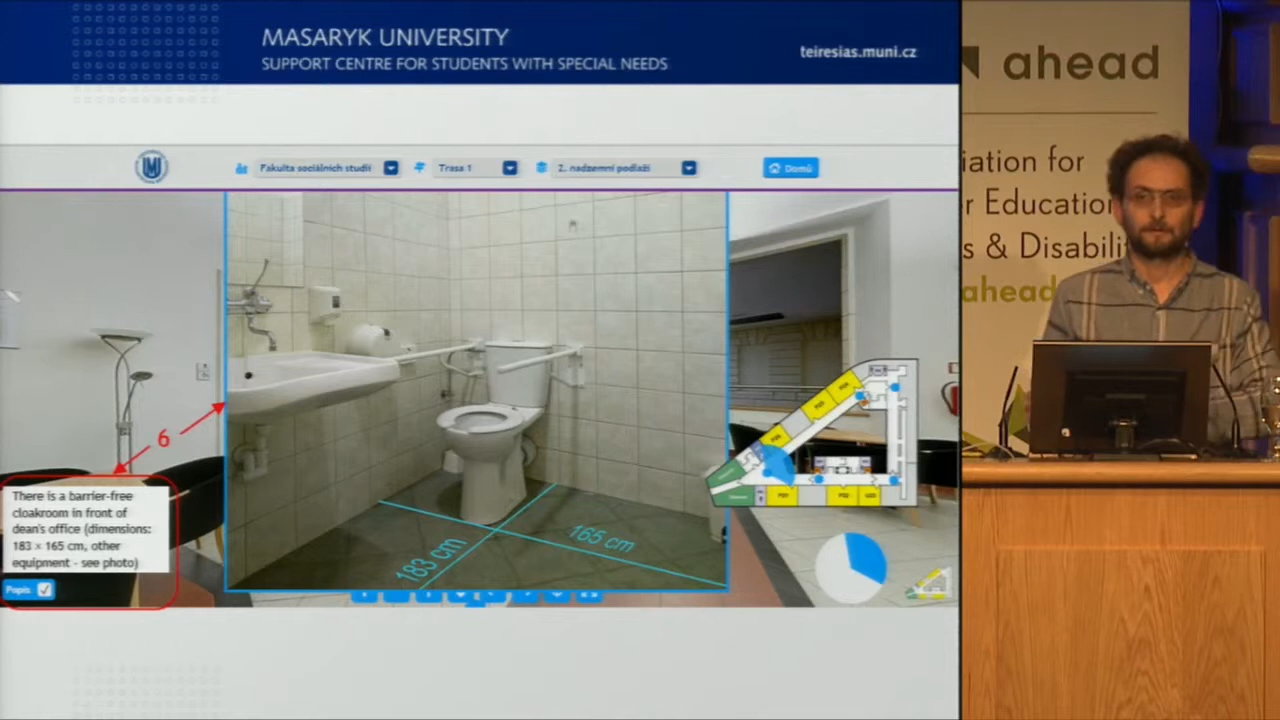 MASARYK UNIVERSITY
SUPPORT CENTRE FOR STUDENTS WITH SPECIAL NEEDS
teiresias.muni.cz
Fakulta sociálních studií
Trasa 1
2. nadzemní podlaží
Domů
6
There is a barrier-free
cloakroom in front of
dean's office (dimensions:
183 × 165 cm, other
equipment - see photo)
Popis
183 cm
165 cm
ahead
iation for
r Education
s & Disabili
ahead